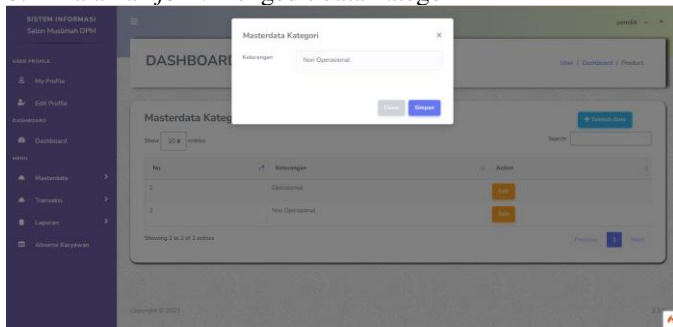 SISTEM INFORMASI
Salon Muslimah DPM
pemilik
Masterdata Kategori
×
Keterangan
Non Operasional
Close
Simpan
DASHBOARD
User / Dashboard / Product
USER PROFILE
My Profile
Edit Profile
DASHBOARD
Dashboard
MENU
Masterdata
Transaksi
Laporan
Absensi Karyawan
Masterdata Kateg
+ Tambah Data
Show 10 entries
Search:
No Keterangan Action
1 Operasional Edit
2 Non Operasional Edit
Showing 1 to 2 of 2 entries
Previous 1 Next
Copyright © 2021